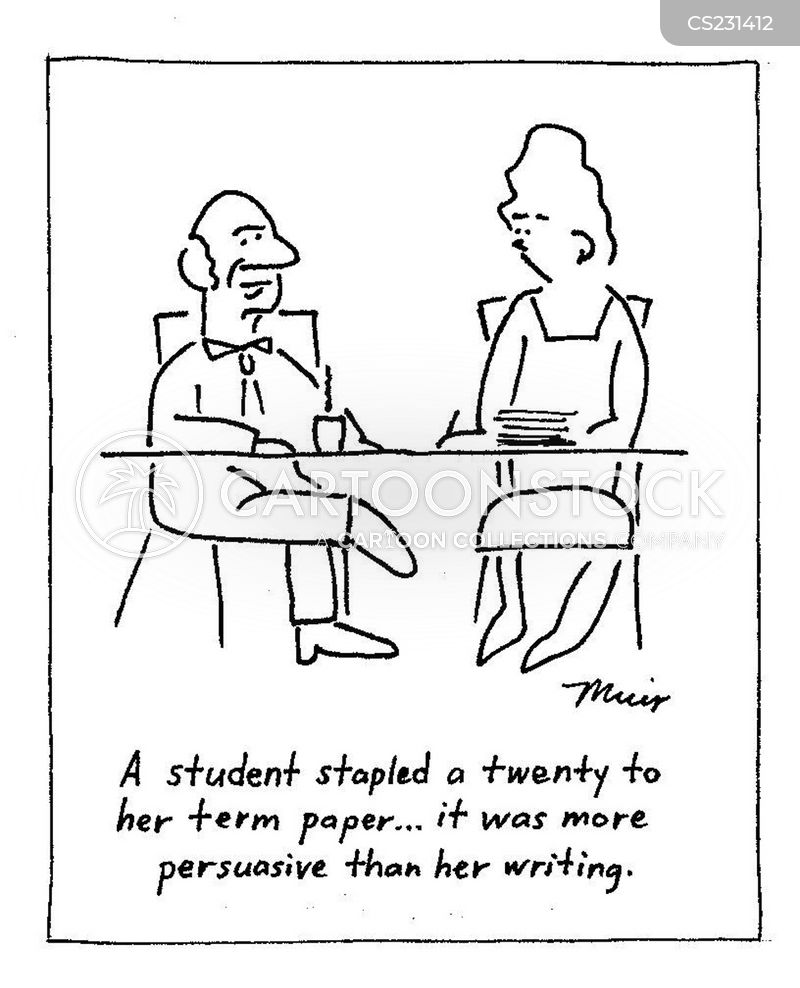 CS231412
CARTOONSTOCK
A CARTOON COLLECTIONS COMPANY
Muir
A student stapled a twenty to
her term paper... it was more
persuasive than her writing.